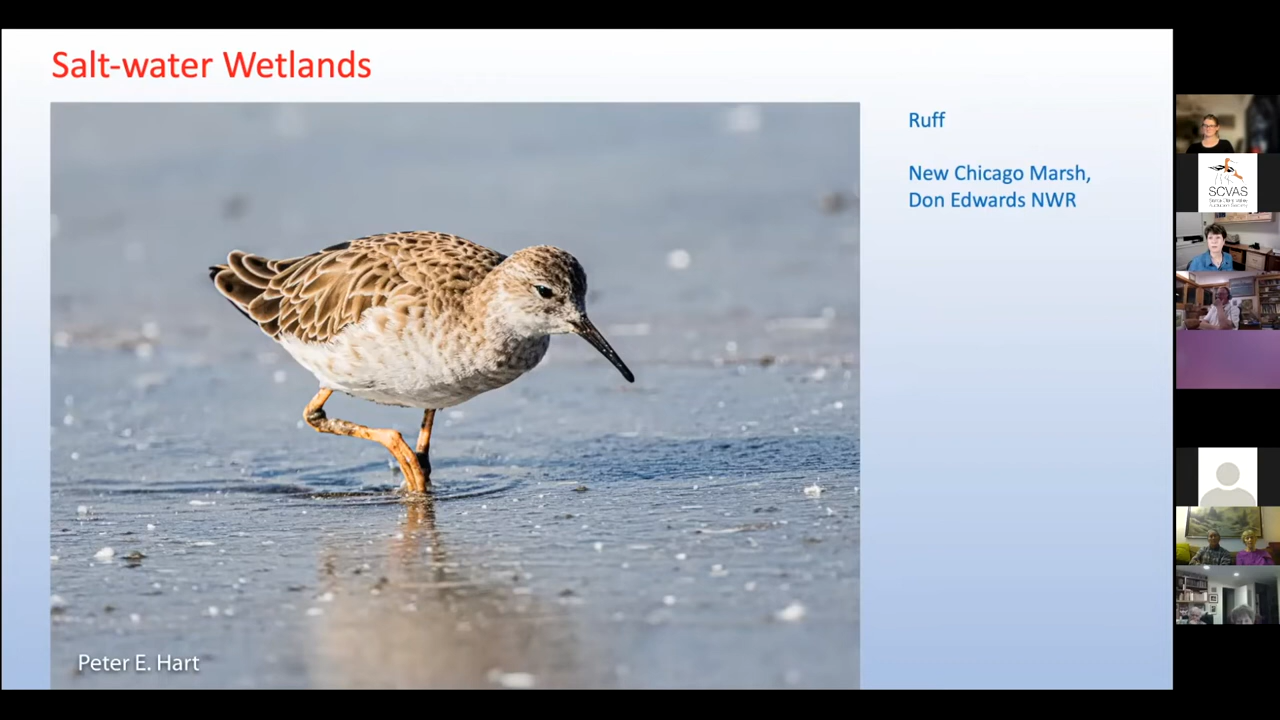 Salt-water Wetlands
Ruff
New Chicago Marsh,
Don Edwards NWR
SCVAS
Peter E. Hart